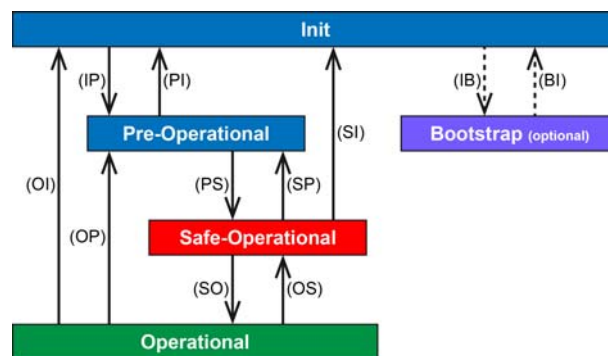 Init
(IP)
(PI)
(IB)
(BI)
Pre-Operational
(SI)
Bootstrap (optional)
(OI)
(PS)
(SP)
(OP)
Safe-Operational
(SO)
(OS)
Operational